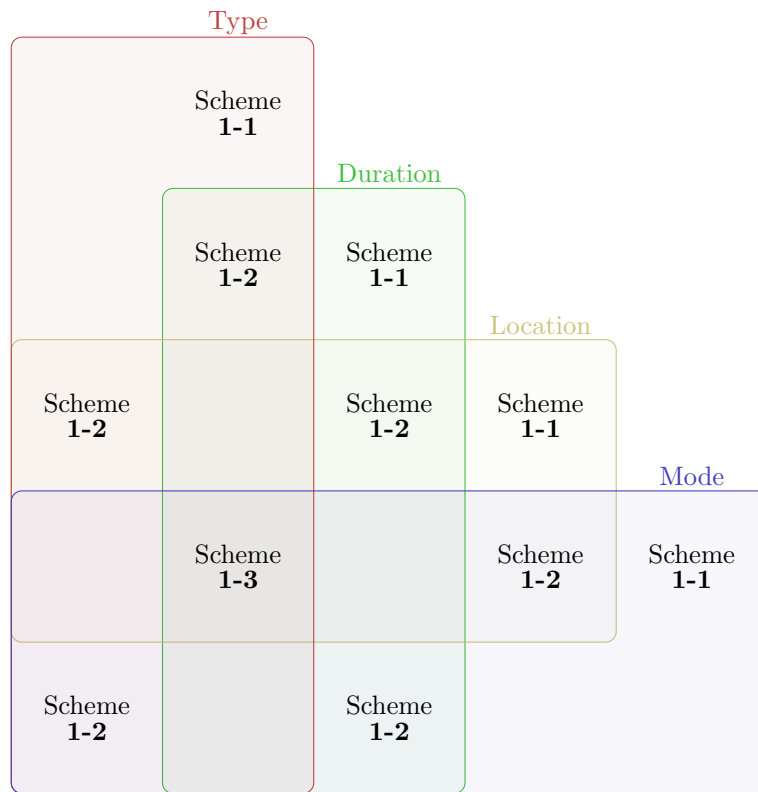 Type
Scheme
1-1
Duration
Scheme
1-2
Scheme
1-1
Location
Scheme
1-2
Scheme
1-2
Scheme
1-1
Mode
Scheme
1-3
Scheme
1-2
Scheme
1-1
Scheme
1-2
Scheme
1-2